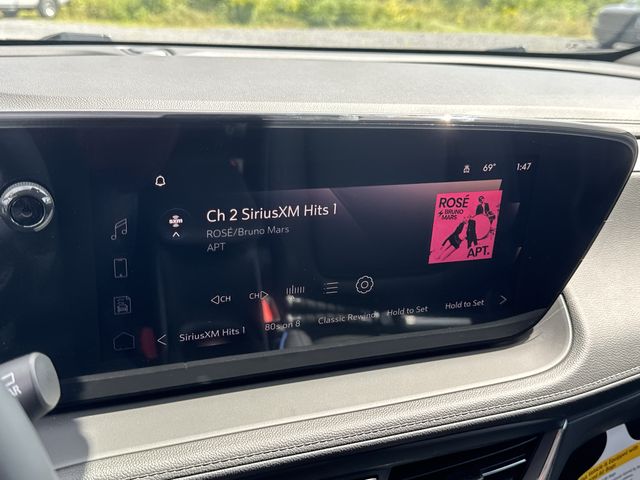 69° 1:47
sxm
Ch 2 SiriusXM Hits 1
ROSÉ/Bruno Mars
APT
ROSÉ
& BRUNO
MARS
APT.
CH CH
SiriusXM Hits 1 80s on 8 Classic Rewind Hold to Set Hold to Set